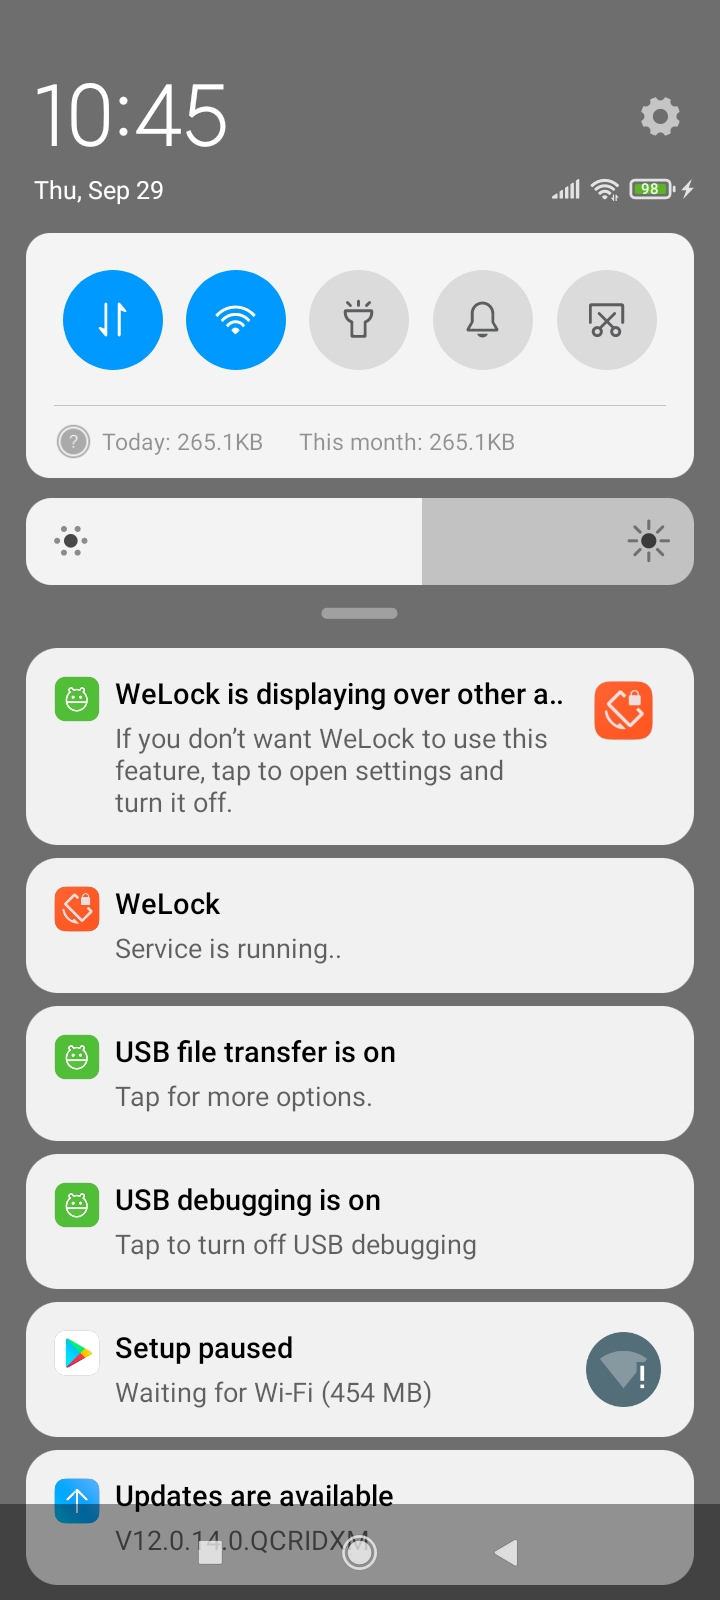 10:45
Thu, Sep 29
98
? Today: 265.1KB This month: 265.1KB
WeLock is displaying over other a..
If you don’t want WeLock to use this
feature, tap to open settings and
turn it off.
WeLock
Service is running..
USB file transfer is on
Tap for more options.
USB debugging is on
Tap to turn off USB debugging
Setup paused
Waiting for Wi-Fi (454 MB)
Updates are available
V12.0.14.0.QCRIDXM